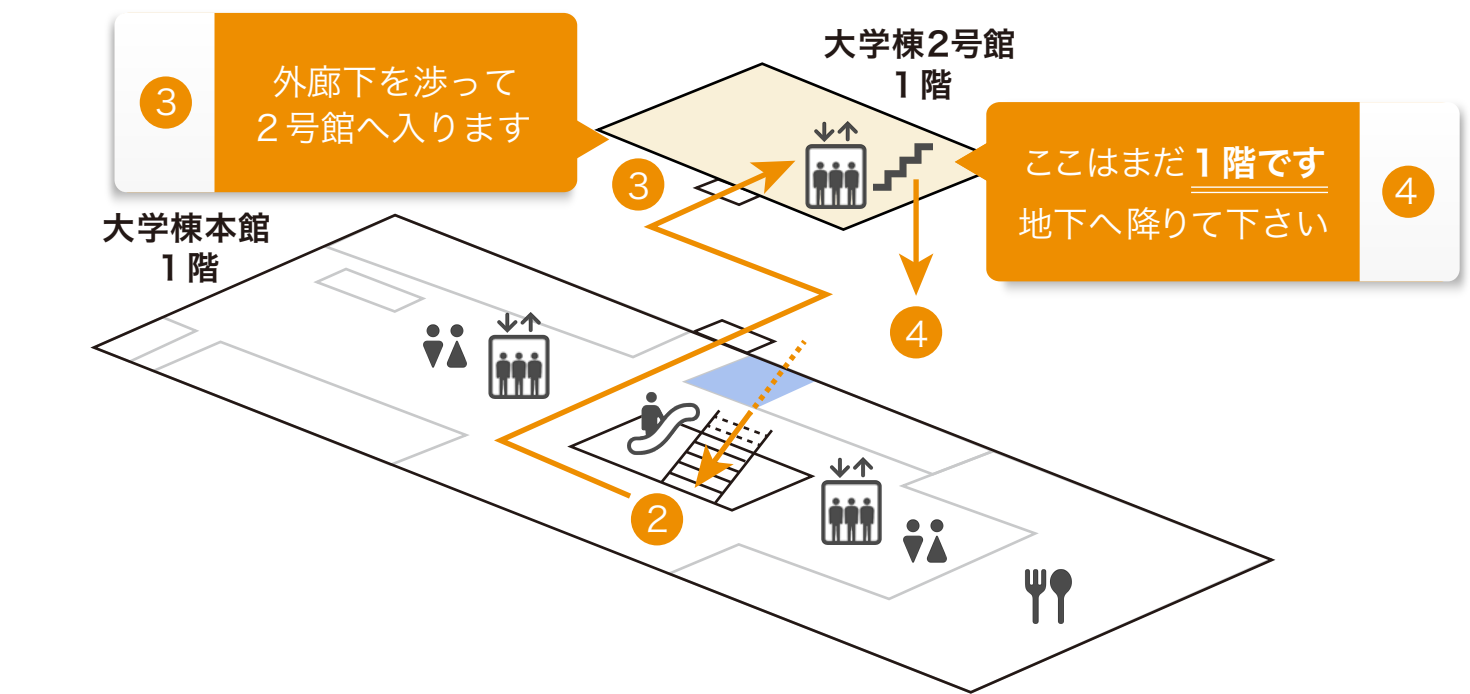 3
外廊下を渉って
２号館へ入ります
大学棟2号館
１階
ここはまだ１階です
地下へ降りて下さい
4
3
大学棟本館
１階
4
2